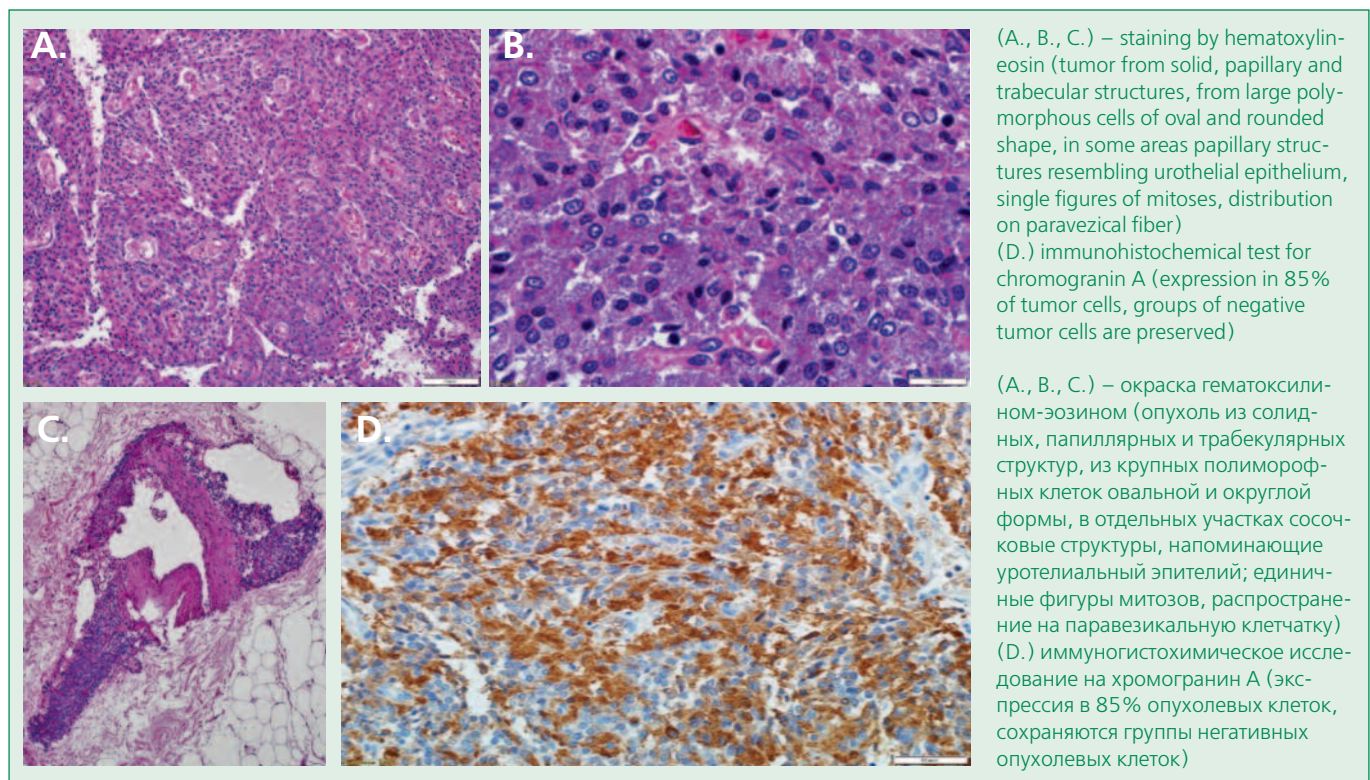 A.
B.
C.
D.
(A., B., C.) – staining by hematoxylin-
eosin (tumor from solid, papillary and
trabecular structures, from large poly-
morphous cells of oval and rounded
shape, in some areas papillary struc-
tures resembling urothelial epithelium,
single figures of mitoses, distribution
on paravezical fiber)
(D.) immunohistochemical test for
chromogranin A (expression in 85%
of tumor cells, groups of negative
tumor cells are preserved)
(A., B., C.) – окраска гематоксили-
ном-эозином (опухоль из солид-
ных, папиллярных и трабекулярных
структур, из крупных полимороф-
ных клеток овальной и округлой
формы, в отдельных участках сосоч-
ковые структуры, напоминающие
уротелиальный эпителий; единич-
ные фигуры митозов, распростране-
ние на паравезикальную клетчатку)
(D.) иммуногистохимическое иссле-
дование на хромогранин А (экс-
прессия в 85% опухолевых клеток,
сохраняются группы негативных
опухолевых клеток)